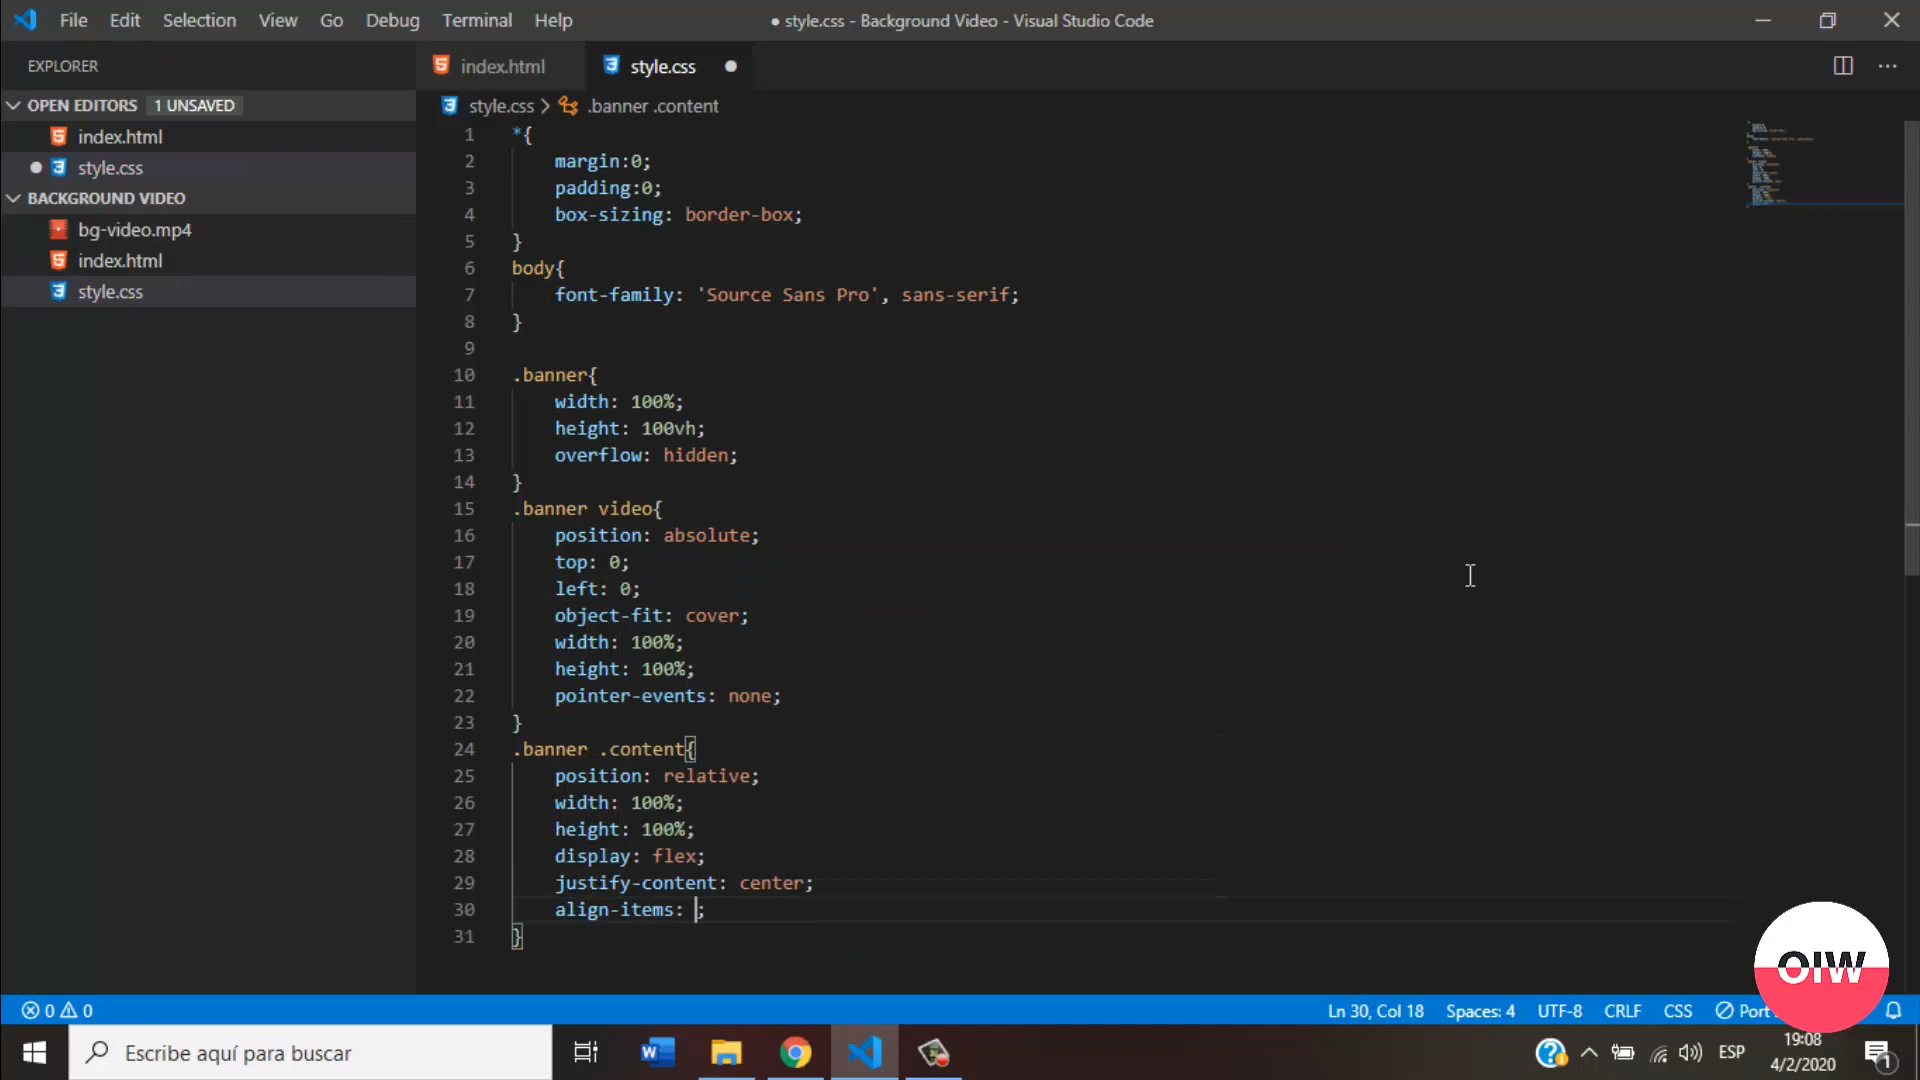 File Edit Selection View Go Debug Terminal Help
● style.css - Background Video - Visual Studio Code
EXPLORER
OPEN EDITORS 1 UNSAVED
index.html
style.css
BACKGROUND VIDEO
bg-video.mp4
index.html
style.css
index.html style.css
style.css > .banner .content
1 *{
2 margin:0;
3 padding:0;
4 box-sizing: border-box;
5 }
6 body{
7 font-family: 'Source Sans Pro', sans-serif;
8 }
9
10 .banner{
11 width: 100%;
12 height: 100vh;
13 overflow: hidden;
14 }
15 .banner video{
16 position: absolute;
17 top: 0;
18 left: 0;
19 object-fit: cover;
20 width: 100%;
21 height: 100%;
22 pointer-events: none;
23 }
24 .banner .content{
25 position: relative;
26 width: 100%;
27 height: 100%;
28 display: flex;
29 justify-content: center;
30 align-items: ;
31 }
OIW
0 0 Ln 30, Col 18 Spaces: 4 UTF-8 CRLF CSS Port
Escribe aquí para buscar
ESP
19:08
4/2/2020
1